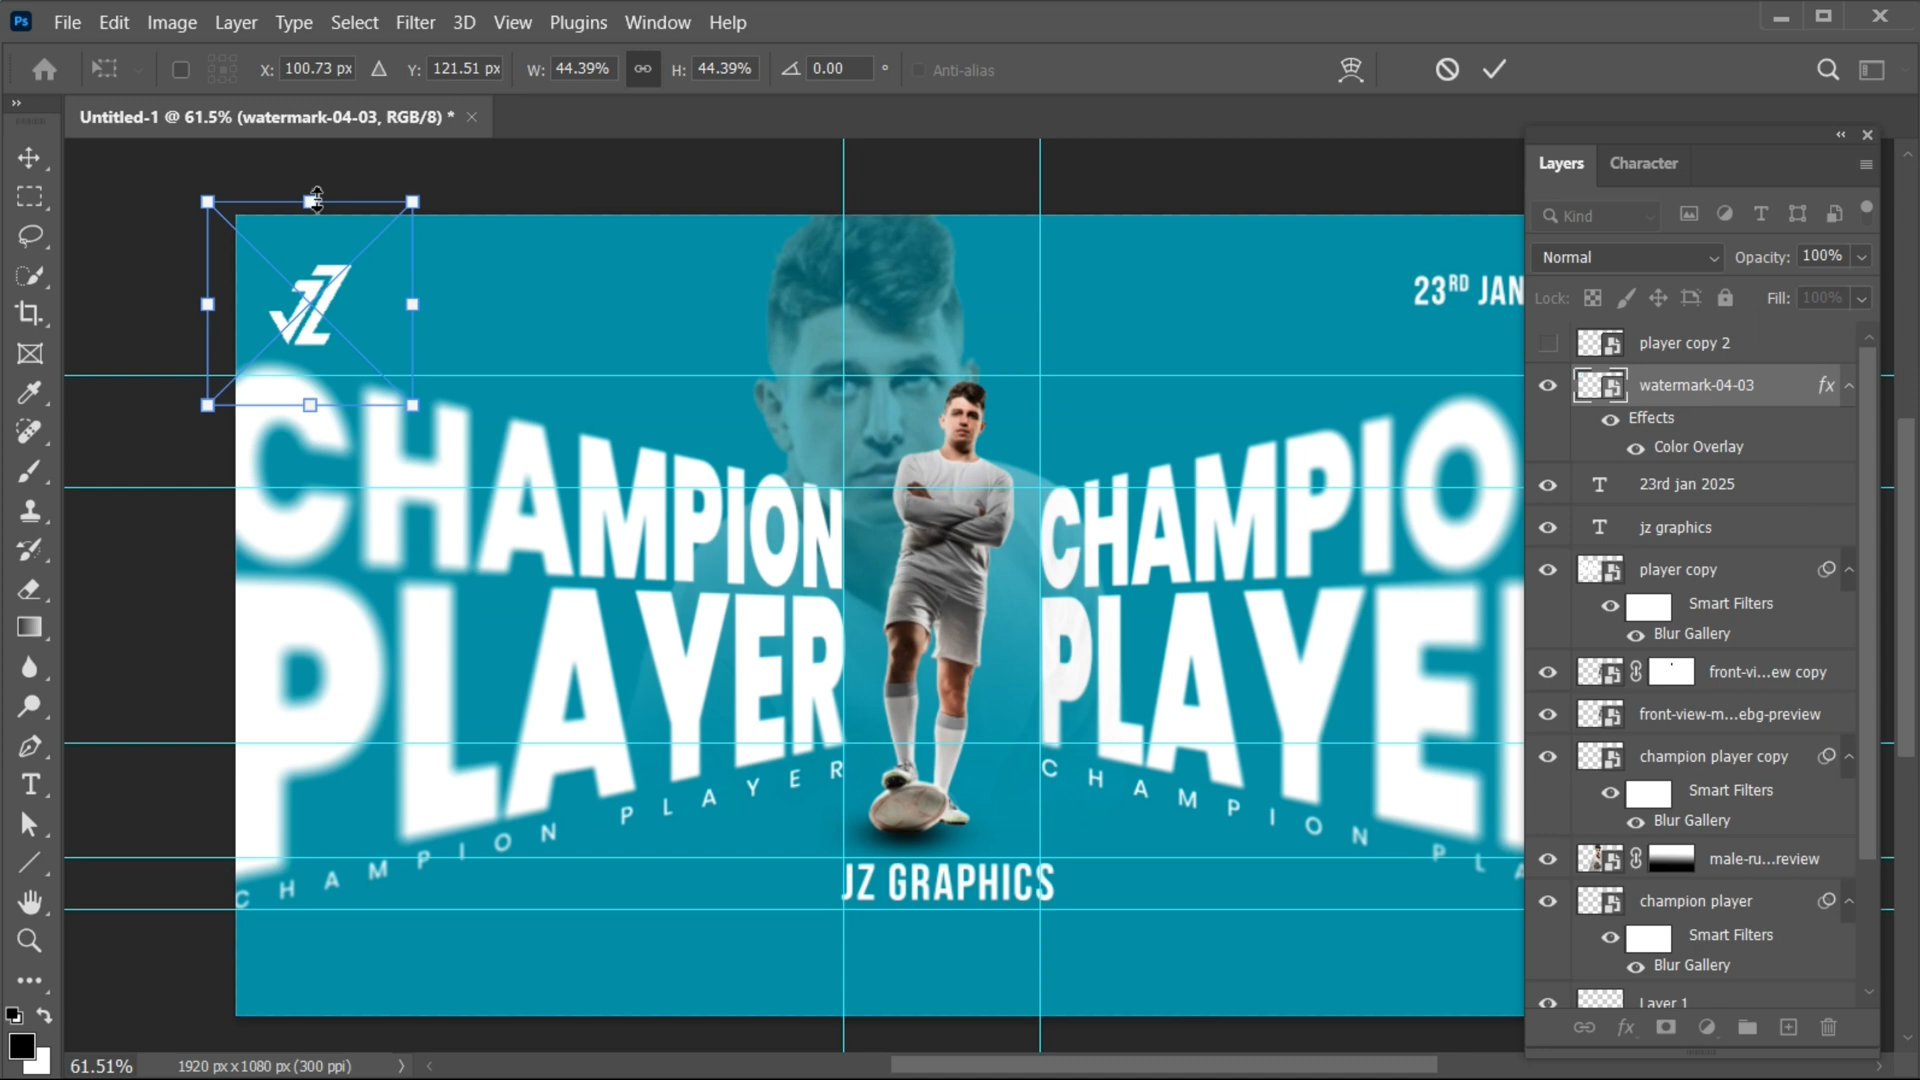 Ps File Edit Image Layer Type Select Filter 3D View Plugins Window Help
X: 100.73 px Y: 121.51 px W: 44.39% H: 44.39% 0.00 ° Anti-alias
Untitled-1 @ 61.5% (watermark-04-03, RGB/8) *
Layers Character
Kind
Normal Opacity: 100%
Lock: Fill: 100%
player copy 2
watermark-04-03 fx
Effects
Color Overlay
T 23rd jan 2025
T jz graphics
player copy
Smart Filters
Blur Gallery
front-vi...ew copy
front-view-m...ebg-preview
champion player copy
Smart Filters
Blur Gallery
male-ru...review
champion player
Smart Filters
Blur Gallery
Layer 1
fx
JZ
23RD JAN
CHAMPION
PLAYER
CHAMPION PLAYER
CHAMPIO
PLAYE
CHAMPION PLA
JZ GRAPHICS
61.51% 1920 px x 1080 px (300 ppi)